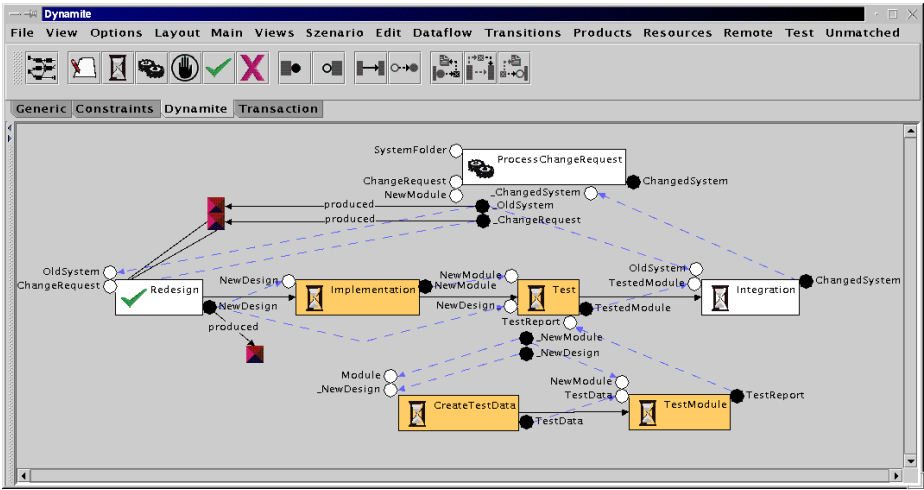 Dynamite
File View Options Layout Main Views Szenario Edit Dataflow Transitions Products Resources Remote Test Unmatched
Generic Constraints Dynamite Transaction
SystemFolder
ProcessChangeRequest
ChangeRequest
ChangedSystem
NewModule
_ChangedSystem
produced
_OldSystem
produced
_ChangeRequest
OldSystem
ChangeRequest
Redesign
NewDesign
NewDesign
produced
Implementation
NewModule
NewModule
NewDesign
Test
TestedModule
TestReport
OldSystem
TestedModule
Integration
ChangedSystem
_NewModule
_NewDesign
Module
_NewDesign
CreateTestData
TestData
NewModule
TestData
TestModule
TestReport